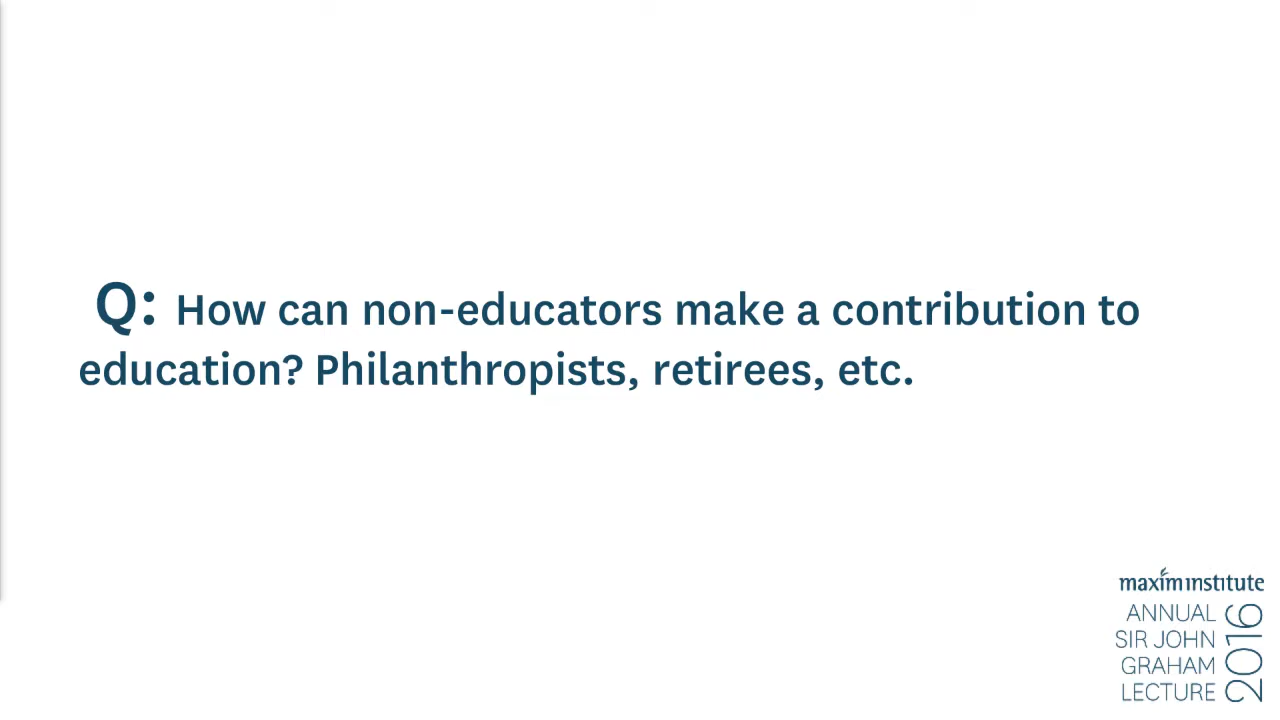 Q: How can non-educators make a contribution to
education? Philanthropists, retirees, etc.
maxim institute
ANNUAL
SIR JOHN
GRAHAM
LECTURE
2016